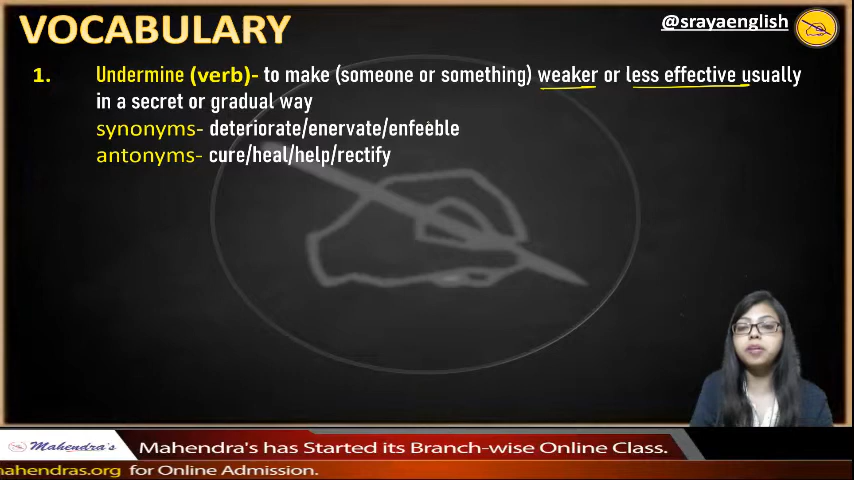 VOCABULARY
@srayaenglish
1. Undermine (verb)- to make (someone or something) weaker or less effective usually
in a secret or gradual way
synonyms- deteriorate/enervate/enfeeble
antonyms- cure/heal/help/rectify
Mahendra's
Mahendra's has Started its Branch-wise Online Class.
mahendras.org for Online Admission.